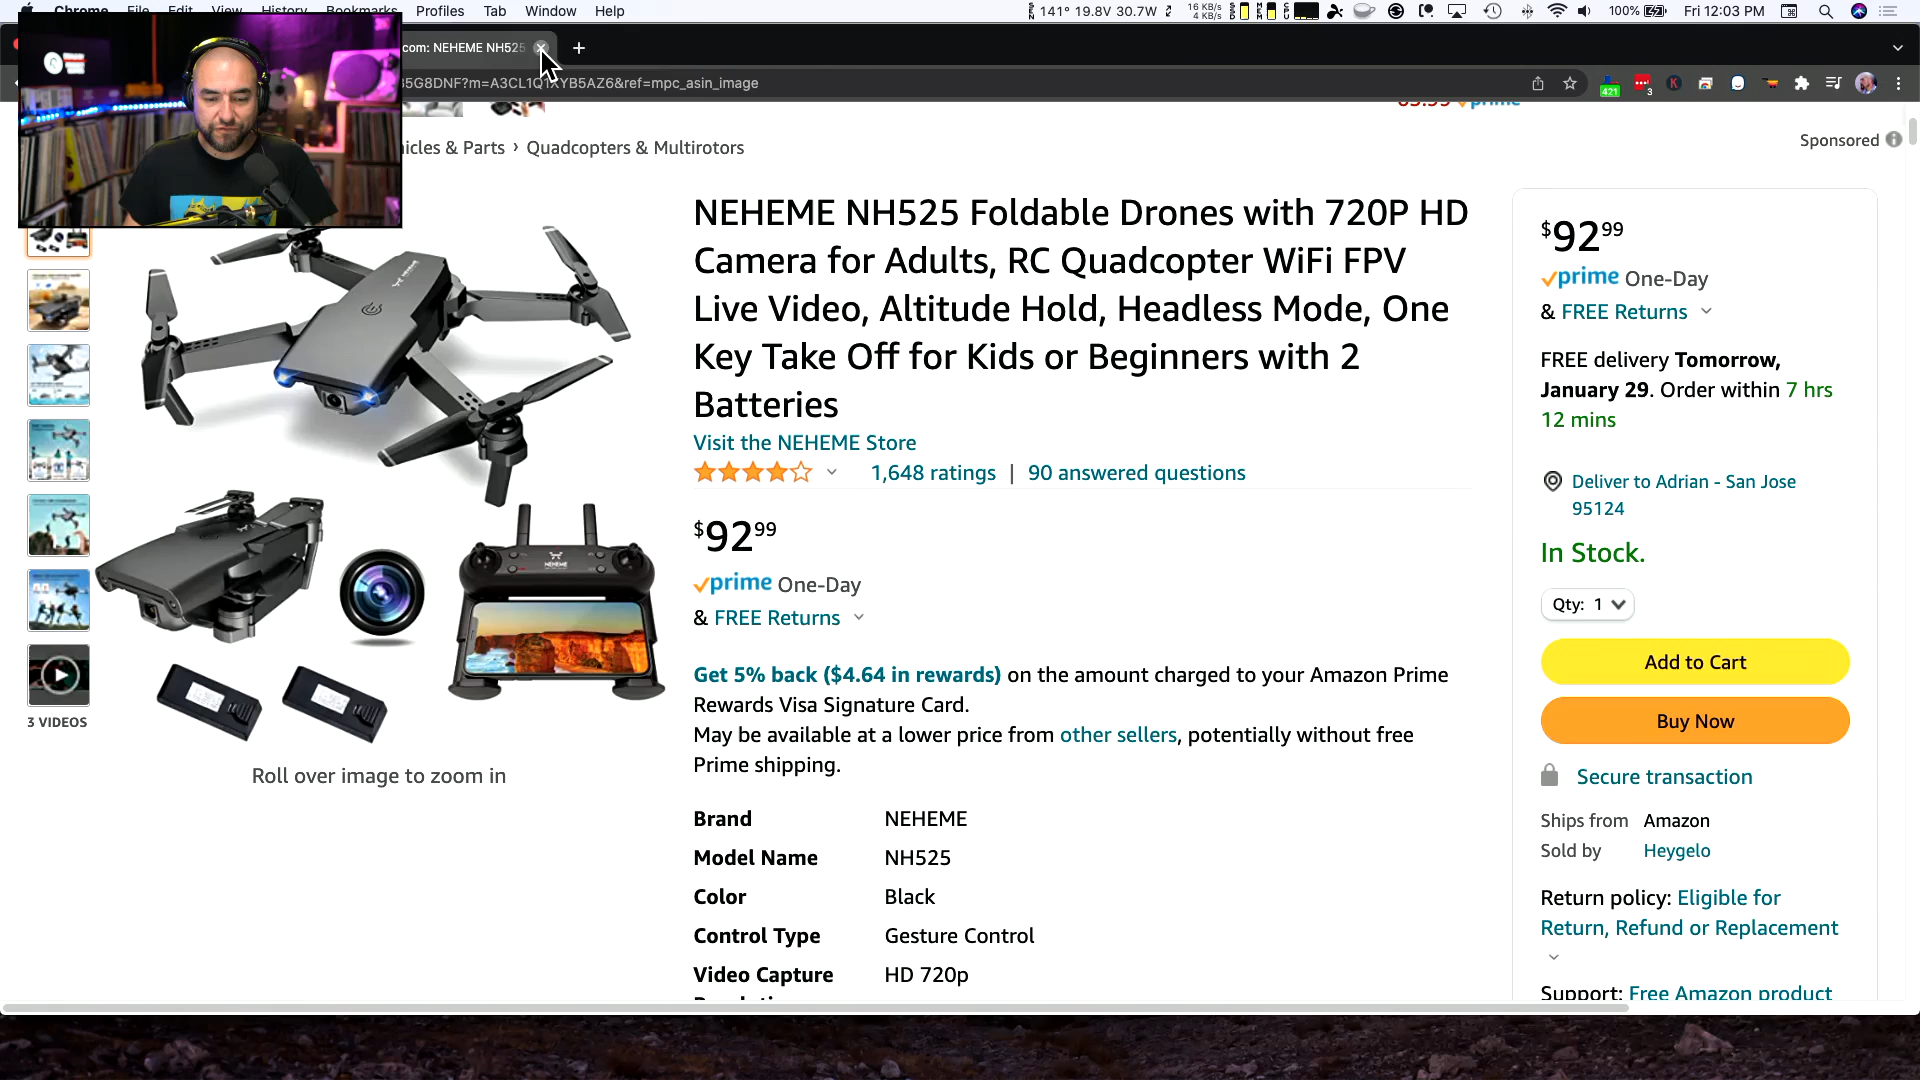 Chrome File Edit View History Bookmarks Profiles Tab Window Help
141° 19.8V 30.7W
16 KB/s
4 KB/s
100%
Fri 12:03 PM
com: NEHEME NH525
5G8DNF?m=A3CL1Q1XYB5AZ6&ref=mpc_asin_image
421
3
prime
icles & Parts › Quadcopters & Multirotors
Sponsored
NEHEME NH525 Foldable Drones with 720P HD
Camera for Adults, RC Quadcopter WiFi FPV
Live Video, Altitude Hold, Headless Mode, One
Key Take Off for Kids or Beginners with 2
Batteries
Visit the NEHEME Store
1,648 ratings | 90 answered questions
$92 99
prime One-Day
& FREE Returns
Get 5% back ($4.64 in rewards) on the amount charged to your Amazon Prime
Rewards Visa Signature Card.
May be available at a lower price from other sellers, potentially without free
Prime shipping.
Brand NEHEME
Model Name NH525
Color Black
Control Type Gesture Control
Video Capture HD 720p
NEHEME
3 VIDEOS
Roll over image to zoom in
$92 99
prime One-Day
& FREE Returns
FREE delivery Tomorrow,
January 29. Order within 7 hrs
12 mins
Deliver to Adrian - San Jose
95124
In Stock.
Qty: 1
Add to Cart
Buy Now
Secure transaction
Ships from Amazon
Sold by Heygelo
Return policy: Eligible for
Return, Refund or Replacement
Support: Free Amazon product